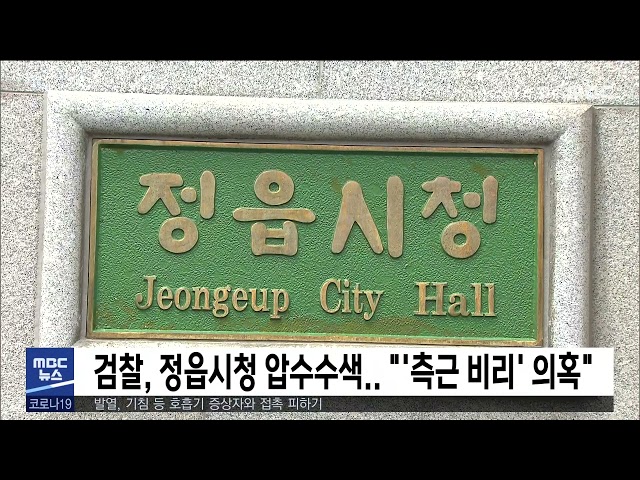 정읍시청
Jeongeup City Hall
MBC 뉴스
검찰, 정읍시청 압수수색.. "'측근 비리' 의혹"
코로나19
발열, 기침 등 호흡기 증상자와 접촉 피하기